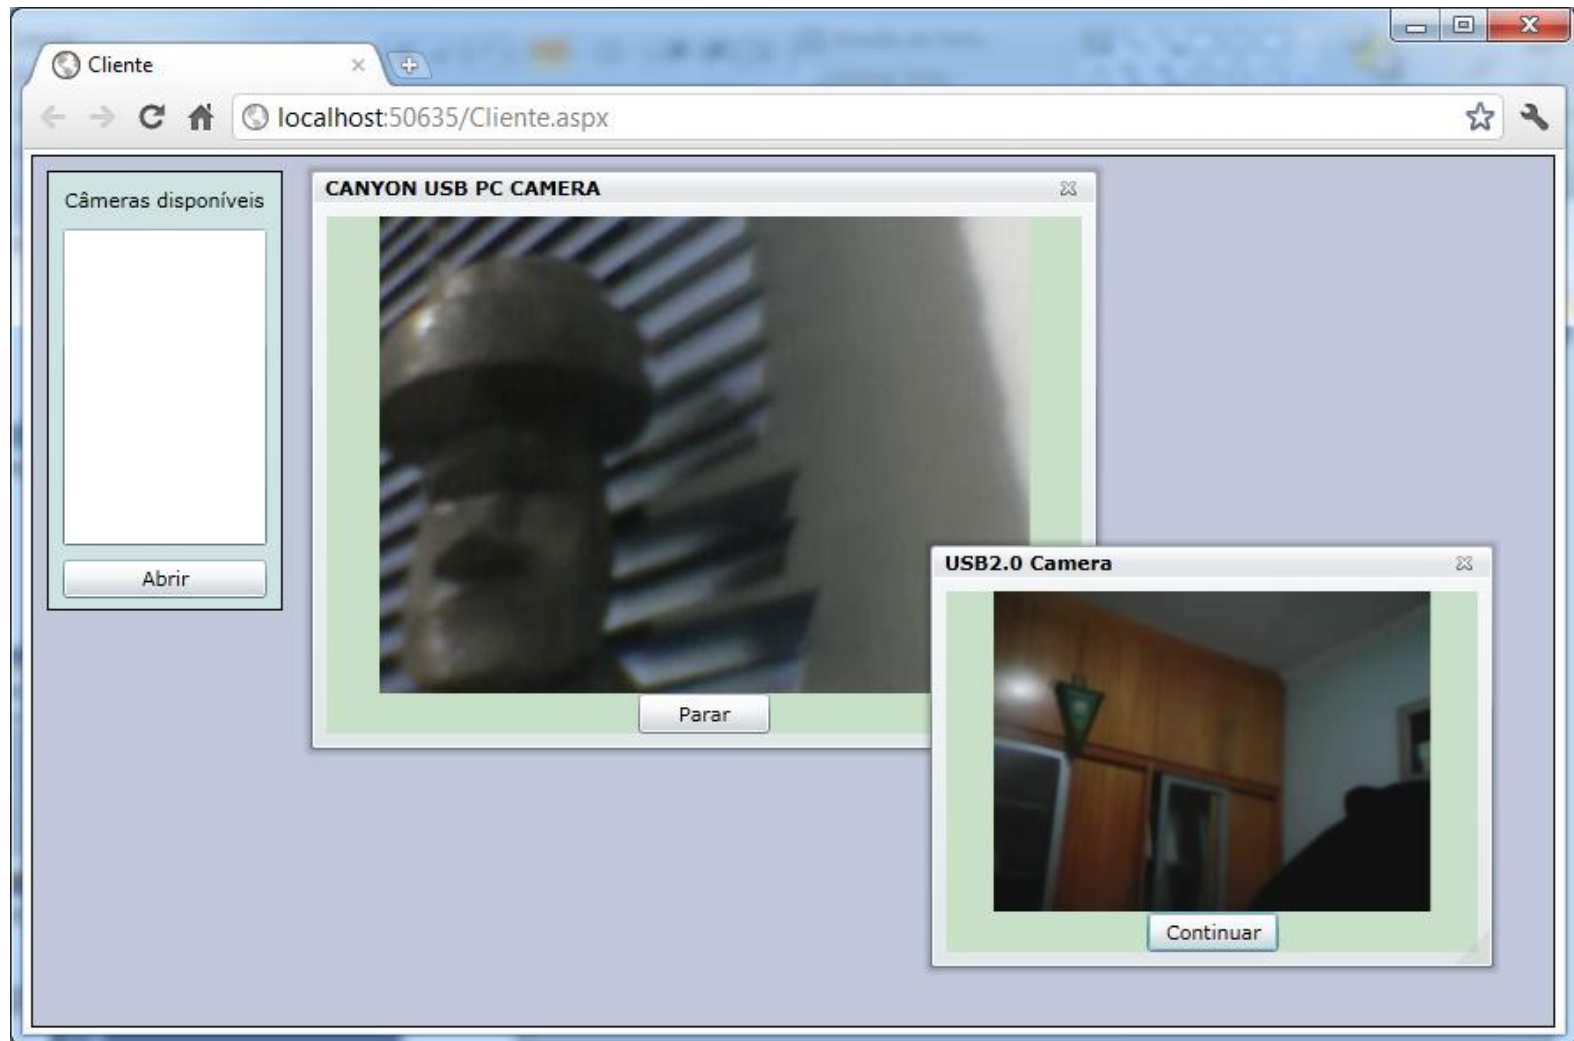 Cliente
localhost:50635/Cliente.aspx
Câmeras disponíveis
Abrir
CANYON USB PC CAMERA
Parar
USB2.0 Camera
Continuar